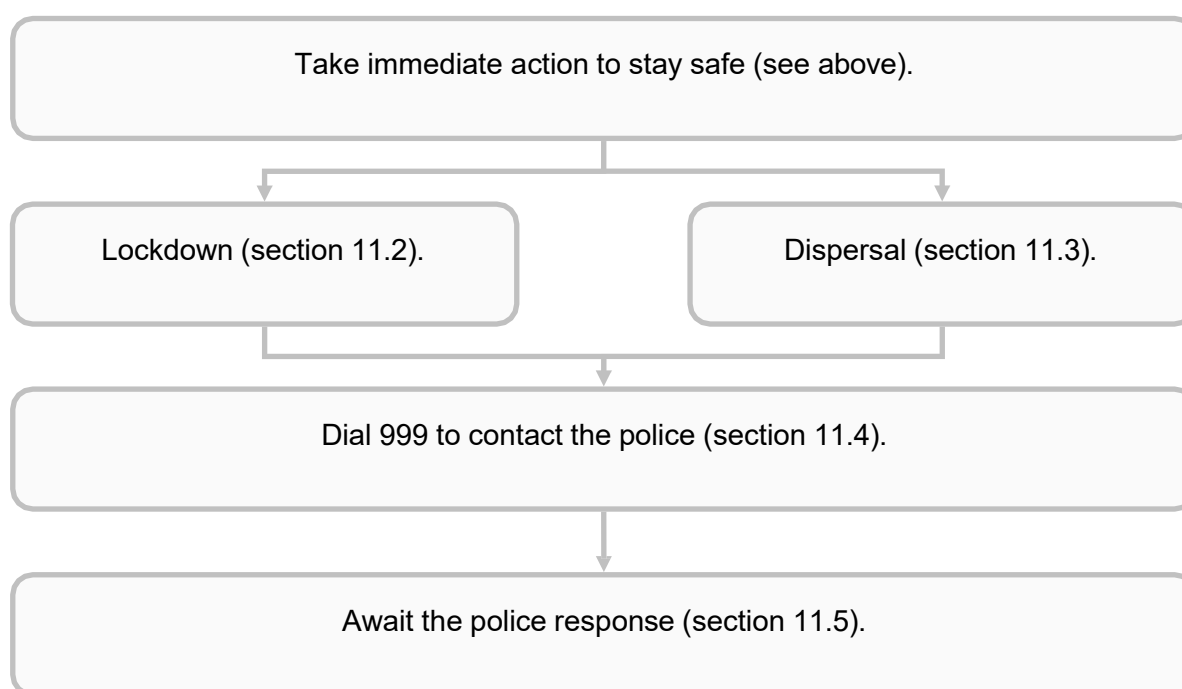 Take immediate action to stay safe (see above).
Lockdown (section 11.2).
Dispersal (section 11.3).
Dial 999 to contact the police (section 11.4).
Await the police response (section 11.5).